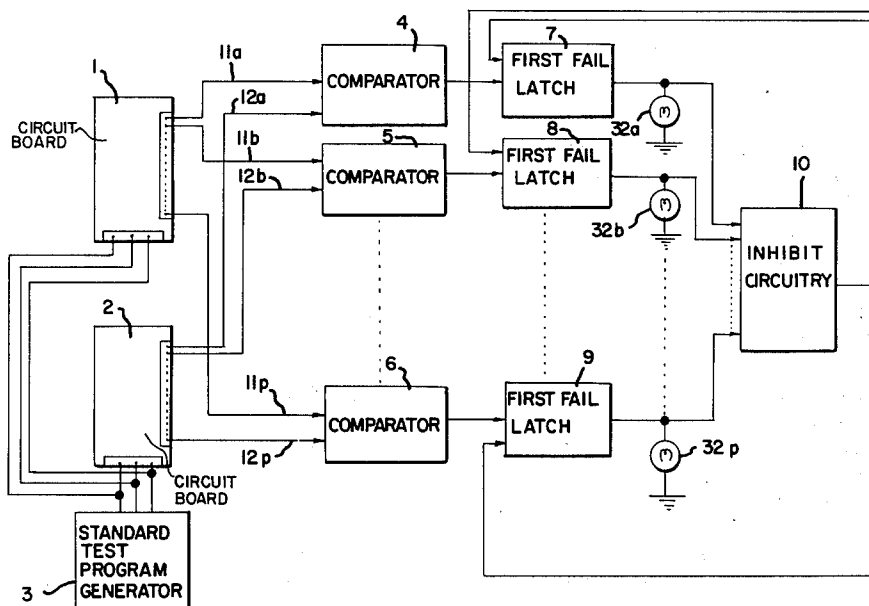 4
7
11a
COMPARATOR
FIRST FAIL
LATCH
1
12a
32a
CIRCUIT
BOARD
11b
5
8
10
12b
COMPARATOR
FIRST FAIL
LATCH
32b
INHIBIT
CIRCUITRY
2
6
9
11p
COMPARATOR
FIRST FAIL
LATCH
12p
32p
CIRCUIT
BOARD
STANDARD
TEST
PROGRAM
GENERATOR
3